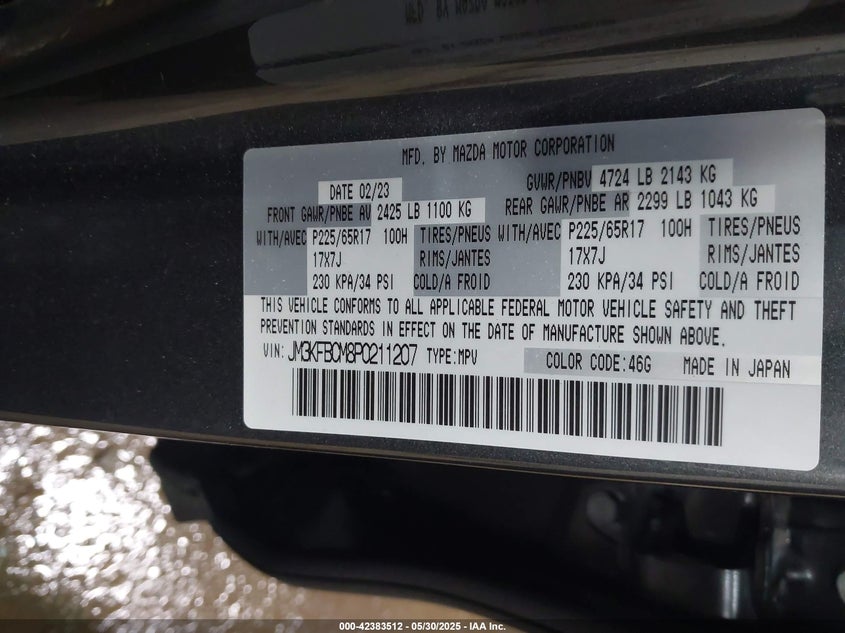 MFD. BY MAZDA MOTOR CORPORATION
DATE 02/23 GVWR/PNBV 4724 LB 2143 KG
FRONT GAWR/PNBE AV 2425 LB 1100 KG REAR GAWR/PNBE AR 2299 LB 1043 KG
WITH/AVEC P225/65R17 100H TIRES/PNEUS WITH/AVEC P225/65R17 100H TIRES/PNEUS
17X7J RIMS/JANTES 17X7J RIMS/JANTES
230 KPA/34 PSI COLD/A FROID 230 KPA/34 PSI COLD/A FROID
THIS VEHICLE CONFORMS TO ALL APPLICABLE FEDERAL MOTOR VEHICLE SAFETY AND THEFT
PREVENTION STANDARDS IN EFFECT ON THE DATE OF MANUFACTURE SHOWN ABOVE.
VIN: JM3KFBCM8P0211207 TYPE:MPV COLOR CODE:46G MADE IN JAPAN
000-42383512 - 05/30/2025 - IAA Inc.